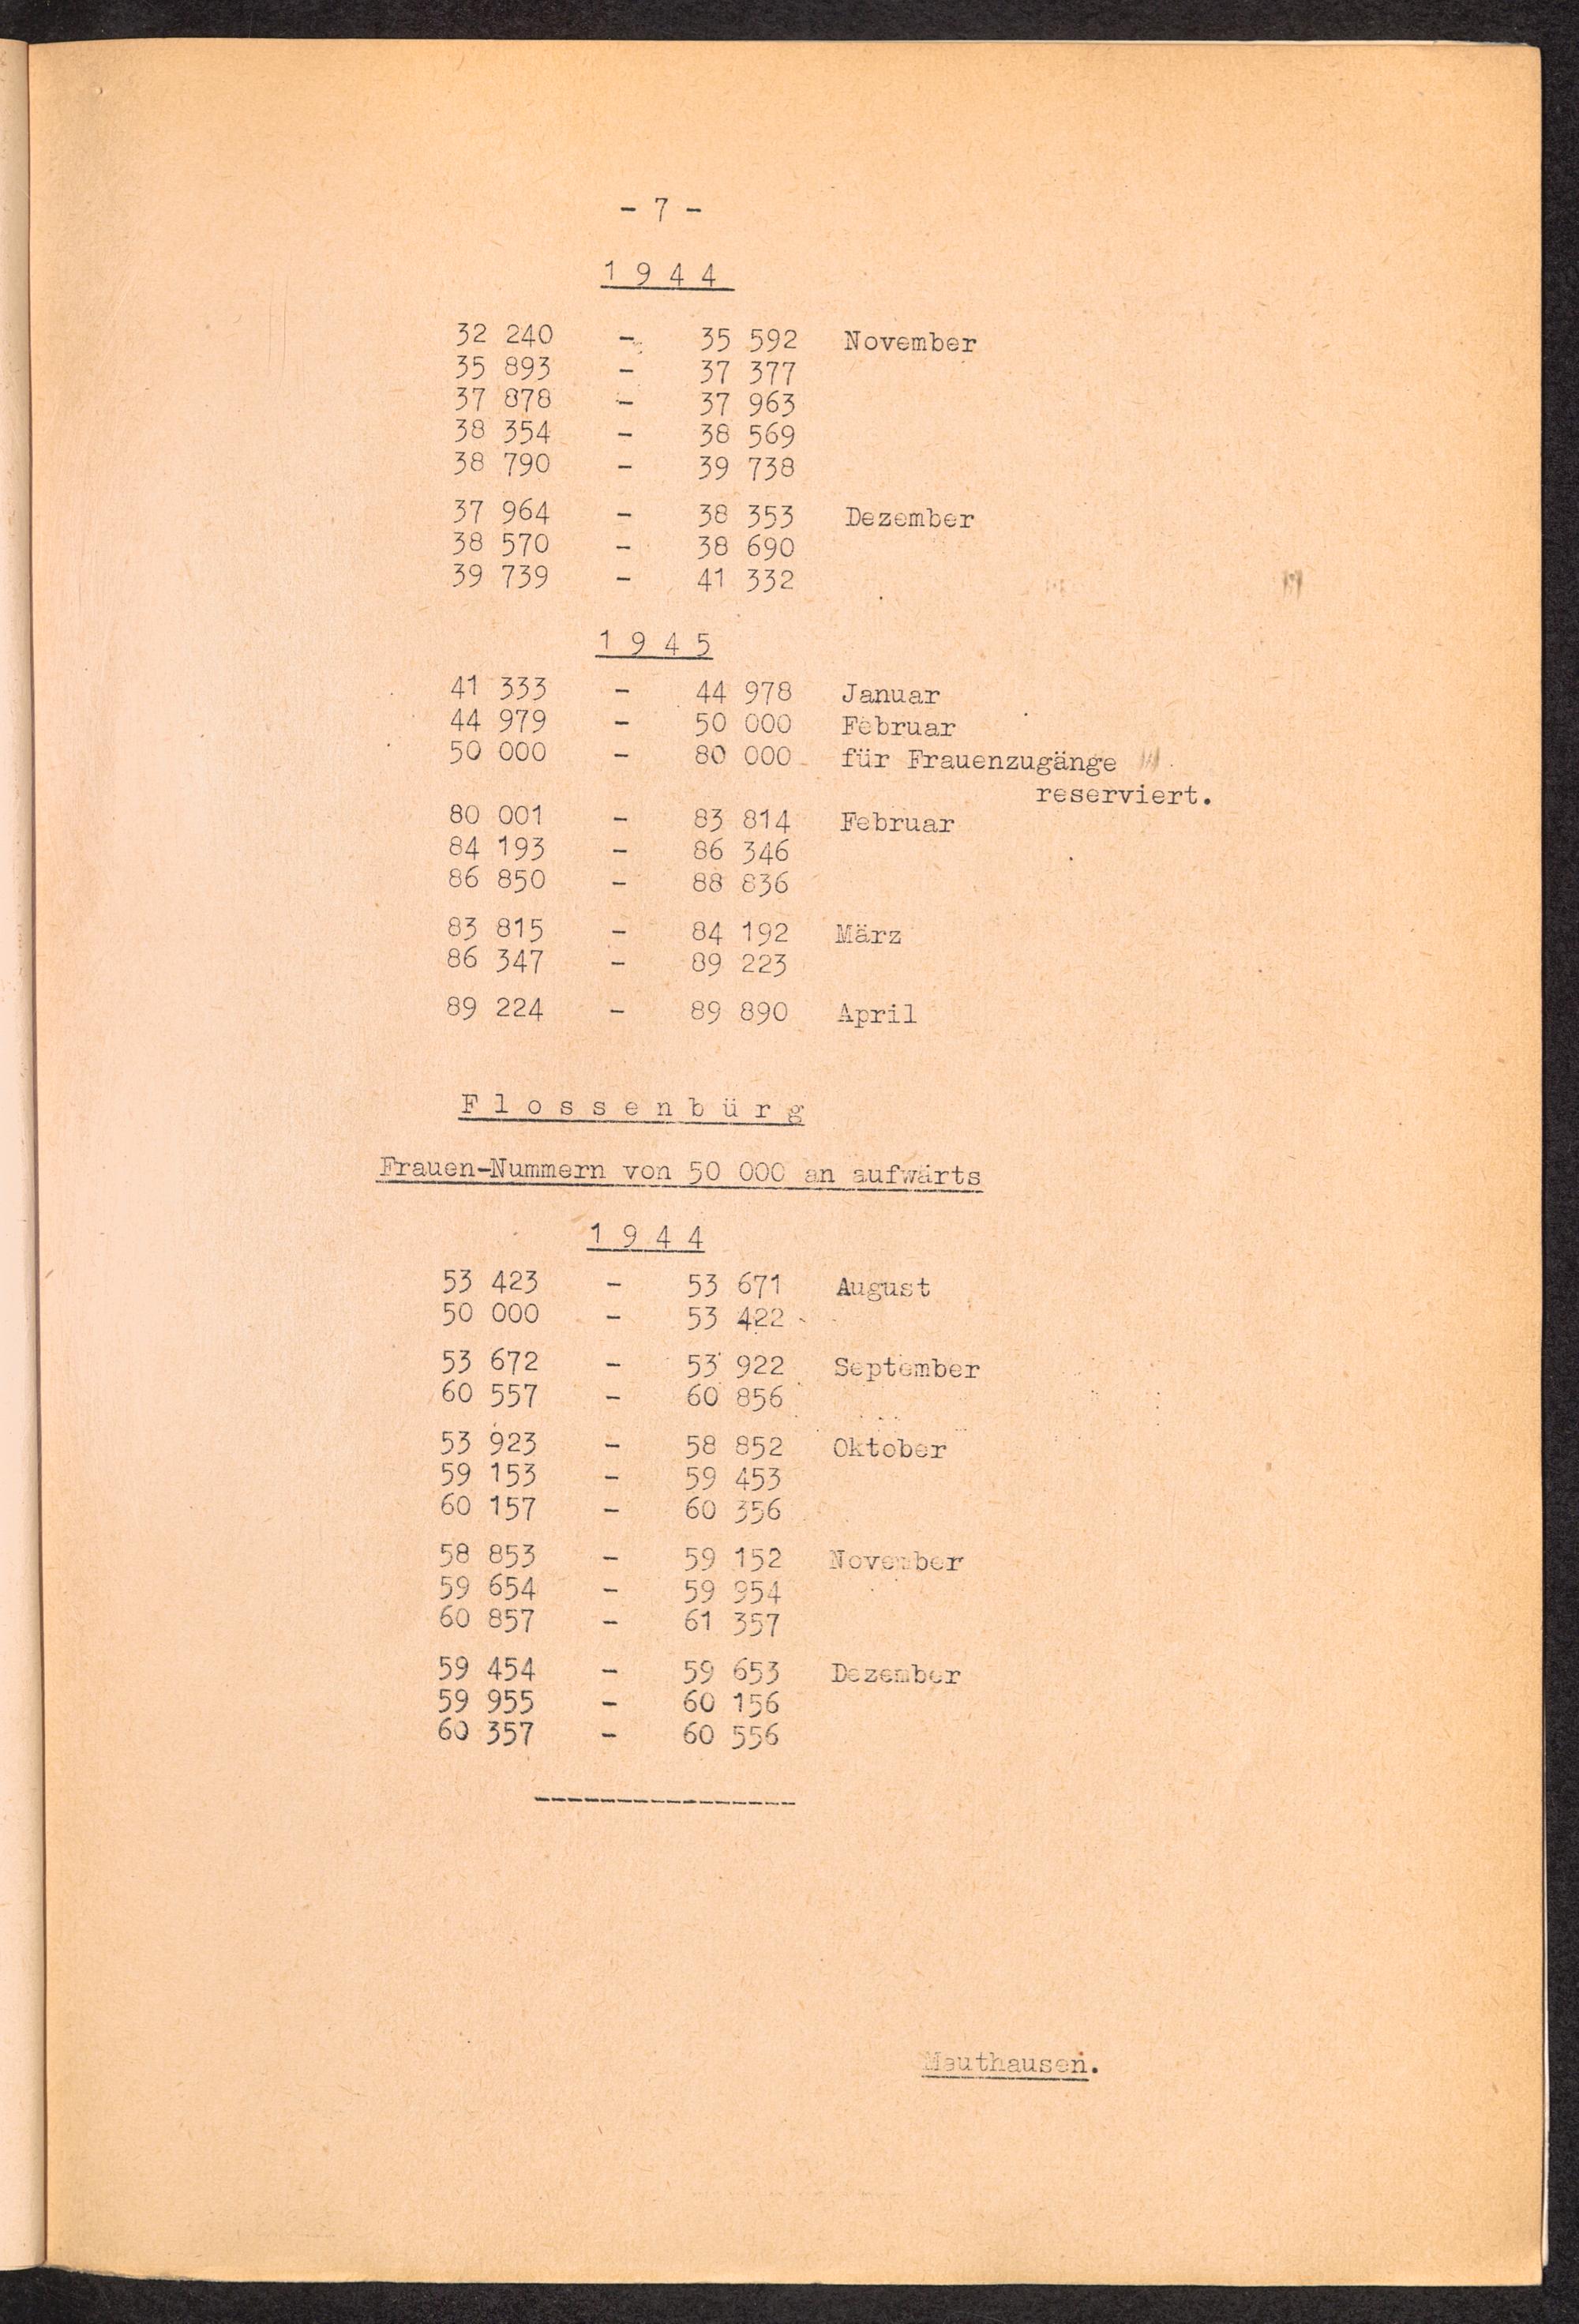 - 7 -
1 9 4 4
32 240 - 35 592 November
35 893 - 37 377
37 878 - 37 963
38 354 - 38 569
38 790 - 39 738
37 964 - 38 353 Dezember
38 570 - 38 690
39 739 - 41 332
1 9 4 5
41 333 - 44 978 Januar
44 979 - 50 000 Februar
50 000 - 80 000 für Frauenzugänge
reserviert.
80 001 - 83 814 Februar
84 193 - 86 346
86 850 - 88 836
83 815 - 84 192 März
86 347 - 89 223
89 224 - 89 890 April
F l o s s e n b ü r g
Frauen-Nummern von 50 000 an aufwärts
1 9 4 4
53 423 - 53 671 August
50 000 - 53 422
53 672 - 53 922 September
60 557 - 60 856
53 923 - 58 852 Oktober
59 153 - 59 453
60 157 - 60 356
58 853 - 59 152 November
59 654 - 59 954
60 857 - 61 357
59 454 - 59 653 Dezember
59 955 - 60 156
60 357 - 60 556
----------------
Mauthausen.